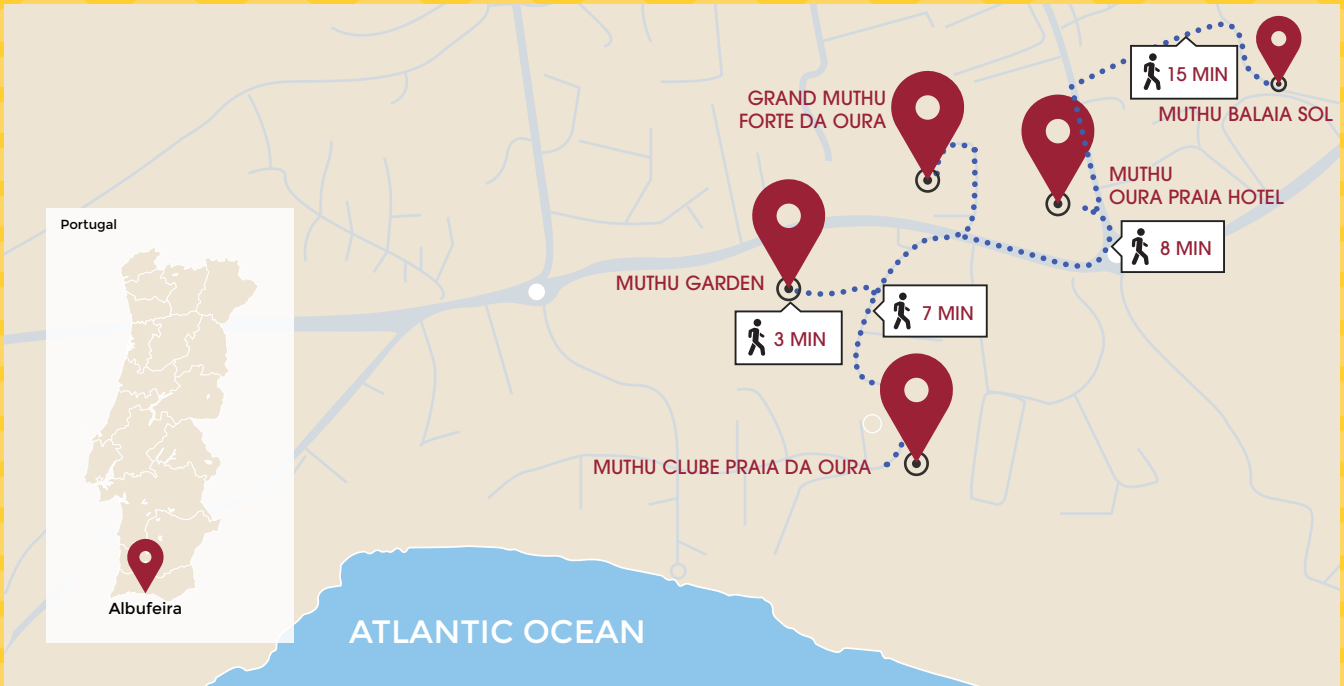 15 MIN
MUTHU BALAIA SOL
GRAND MUTHU
FORTE DA OURA
MUTHU
OURA PRAIA HOTEL
8 MIN
MUTHU GARDEN
3 MIN
7 MIN
MUTHU CLUBE PRAIA DA OURA
Portugal
Albufeira
ATLANTIC OCEAN